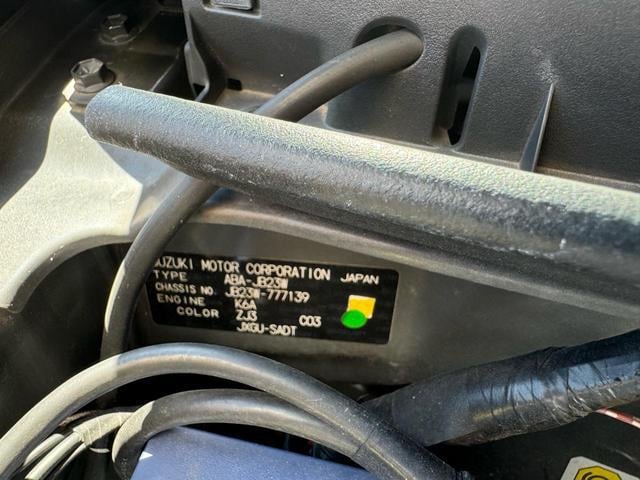 SUZUKI MOTOR CORPORATION JAPAN
TYPE ABA-JB23W
CHASSIS NO. JB23W-777139
ENGINE K6A
COLOR ZJ3 C03
JXGU-SADT